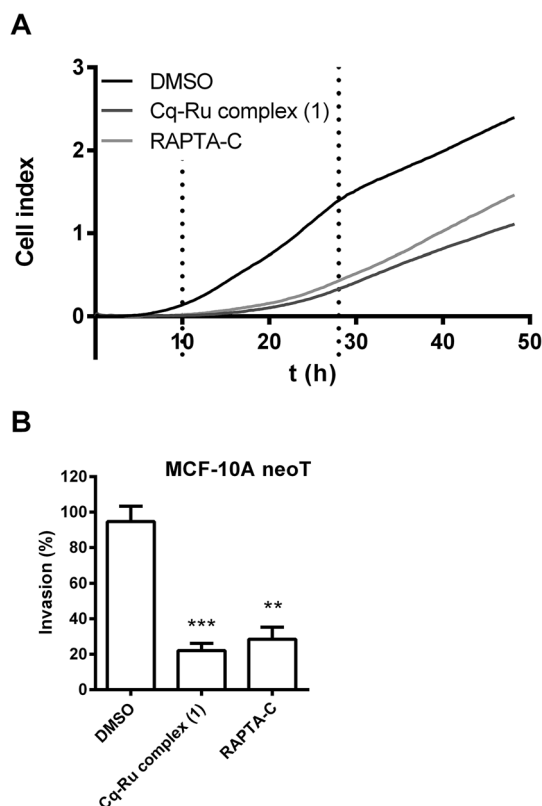 A
3
DMSO
Cq-Ru complex (1)
RAPTA-C
2
1
0
Cell index
10
20
30
40
50
t (h)
B
MCF-10A neoT
120
100
80
60
40
20
0
Invasion (%)
***
**
DMSO
Cq-Ru complex (1)
RAPTA-C